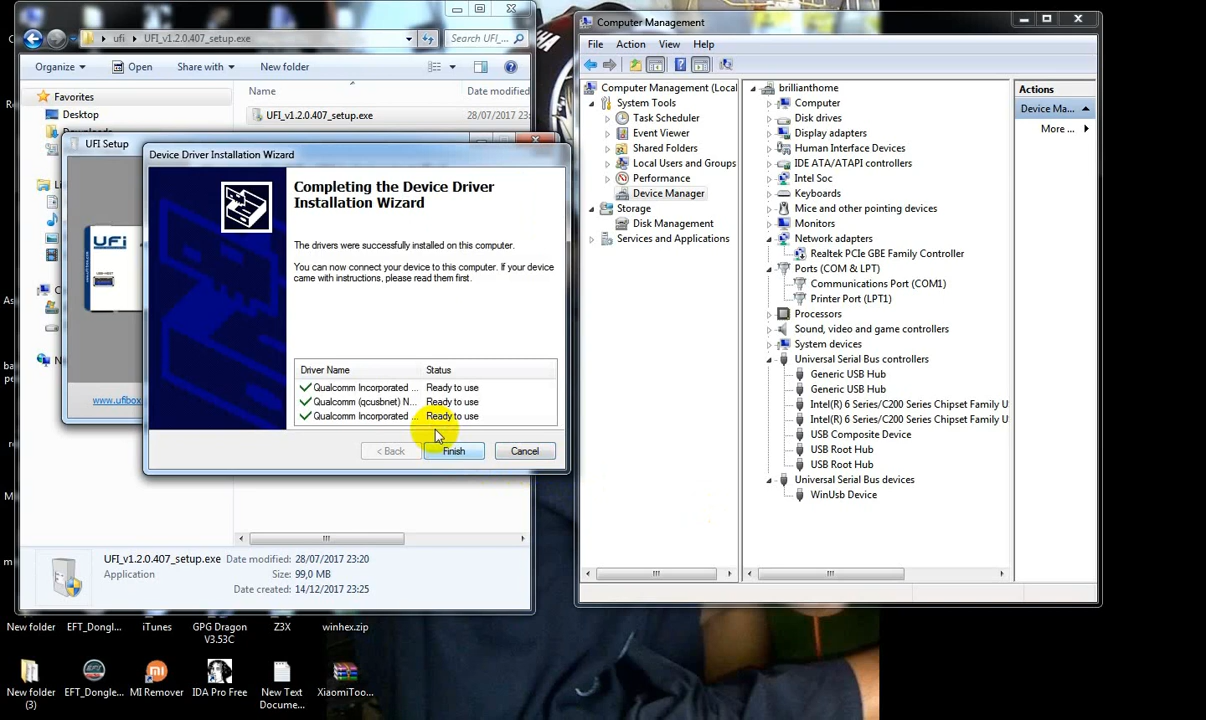 ufi
UFI_v1.2.0.407_setup.exe
Search UFI_...
Organize
Open
Share with
New folder
Favorites
Desktop
Name
Date modified
UFI_v1.2.0.407_setup.exe
28/07/2017 23:
UFI Setup
UFi
www.ufibox
Device Driver Installation Wizard
Completing the Device Driver
Installation Wizard
The drivers were successfully installed on this computer.
You can now connect your device to this computer. If your device
came with instructions, please read them first.
Driver Name
Status
Qualcomm Incorporated ...
Ready to use
Qualcomm (qcusbnet) N...
Ready to use
Qualcomm Incorporated ...
Ready to use
< Back
Finish
Cancel
UFI_v1.2.0.407_setup.exe
Date modified: 28/07/2017 23:20
Application
Size: 99,0 MB
Date created: 14/12/2017 23:25
Computer Management
File
Action
View
Help
Computer Management (Local
System Tools
Task Scheduler
Event Viewer
Shared Folders
Local Users and Groups
Performance
Device Manager
Storage
Disk Management
Services and Applications
brillianthome
Computer
Disk drives
Display adapters
Human Interface Devices
IDE ATA/ATAPI controllers
Intel Soc
Keyboards
Mice and other pointing devices
Monitors
Network adapters
Realtek PCIe GBE Family Controller
Ports (COM & LPT)
Communications Port (COM1)
Printer Port (LPT1)
Processors
Sound, video and game controllers
System devices
Universal Serial Bus controllers
Generic USB Hub
Generic USB Hub
Intel(R) 6 Series/C200 Series Chipset Family U
Intel(R) 6 Series/C200 Series Chipset Family U
USB Composite Device
USB Root Hub
USB Root Hub
Universal Serial Bus devices
WinUsb Device
Actions
Device Ma...
More ...
New folder
EFT_Dongl...
iTunes
GPG Dragon
V3.53C
Z3X
winhex.zip
New folder
(3)
EFT_Dongle...
MI Remover
IDA Pro Free
New Text
Docume...
XiaomiToo...